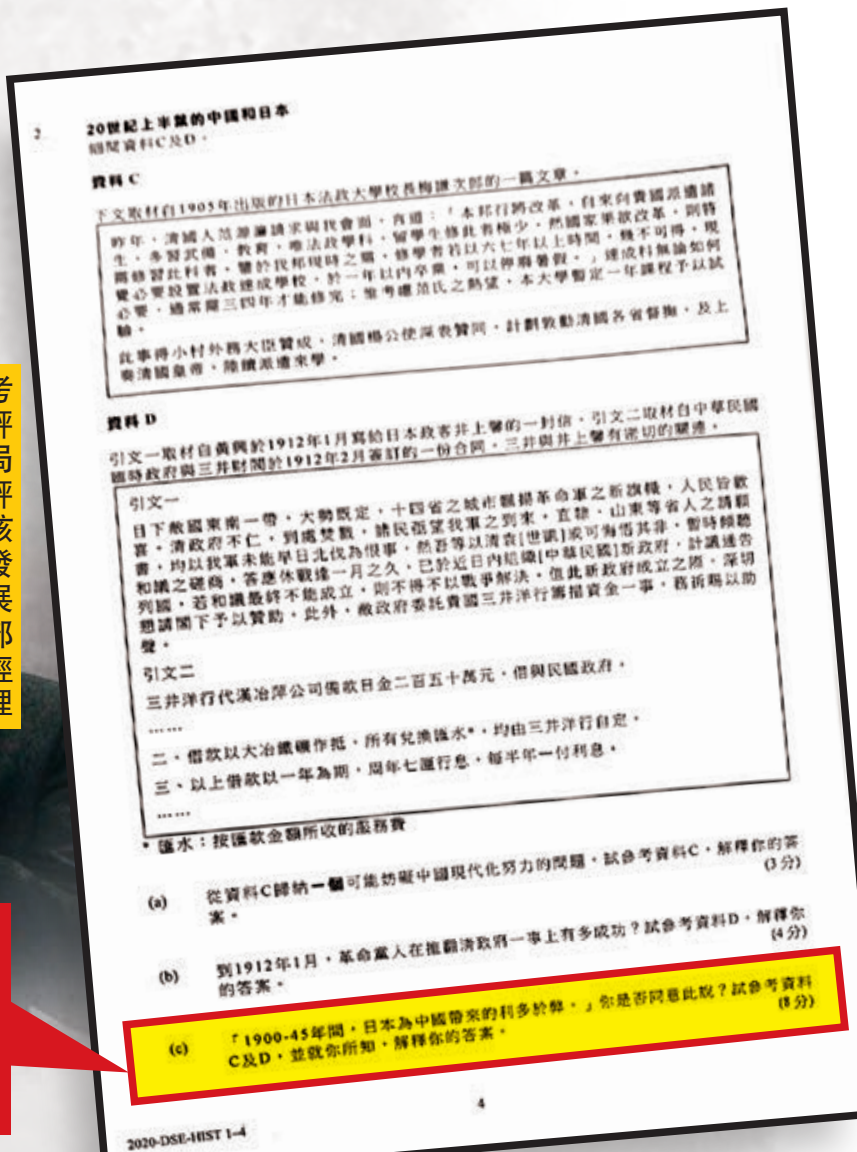 2
20世紀上半葉的中國和日本
細閱資料C及D。
資料 C
下文取材自1905年出版的日本法政大學校長梅謙次郎的一篇文章。
昨年,清國人范源濂請求與我會面,言道:「本邦行將改革,自來向貴國派遣諸
生,多習武備、教育,唯法政學科,留學生修此者極少,然國家果欲改革,則特
需修習此科者,鑒於我邦現時之需,修學者若以六七年以上時間,幾不可得。現
覺必要設置法政速成學校,於一年以內卒業,可以停廢暑假。」速成科無論如何
必要,通常需三四年才能修完;惟考慮范氏之熱望,本大學暫定一年課程予以試
驗。
此事得小村外務大臣贊成,清國楊公使深表贊同,計劃敦勸清國各省督撫,及上
奏清國皇帝,陸續派遣來學。
資料 D
引文一取材自黃興於1912年1月寫給日本政客井上馨的一封信,引文二取材自中華民國
臨時政府與三井財閥於1912年2月簽訂的一份合同。三井與井上馨有密切的關連。
引文一
目下敝國東南一帶,大勢既定,十四省之城市飄揚革命軍之新旗幟,人民皆歡
喜。清政府不仁,到處焚戮,諸民翹望我軍之到來,直隸、山東等省人之請願
書,均以我軍未能早日北伐為恨事。然吾等以清袁[世凱]或可悔悟其非,暫時傾聽
和議之磋商,答應休戰達一月之久,已於近日內組織[中華民國]新政府,計議通告
列國,若和議最終不能成立,則不得不以戰爭解決。值此新政府成立之際,深切
懇請閣下予以贊助。此外,敝政府委託貴國三井洋行籌措資金一事,務祈賜以助
聲。
引文二
三井洋行代漢冶萍公司備款日金二百五十萬元,借與民國政府。
……
二、借款以大冶鐵礦作抵,所有兌換匯水*,均由三井洋行自定。
三、以上借款以一年為期,周年七厘行息,每半年一付利息。
……
* 匯水:按匯款金額所收的服務費
(a) 從資料C歸納一個可能妨礙中國現代化努力的問題。試參考資料C,解釋你的答
案。 (3 分)
(b) 到1912年1月,革命黨人在推翻清政府一事上有多成功?試參考資料D,解釋你
的答案。 (4 分)
(c) 「1900-45年間,日本為中國帶來的利多於弊。」你是否同意此說?試參考資料
C及D,並就你所知,解釋你的答案。 (8 分)
4
2020-DSE-HIST 1–4
考評局評核發展部經理